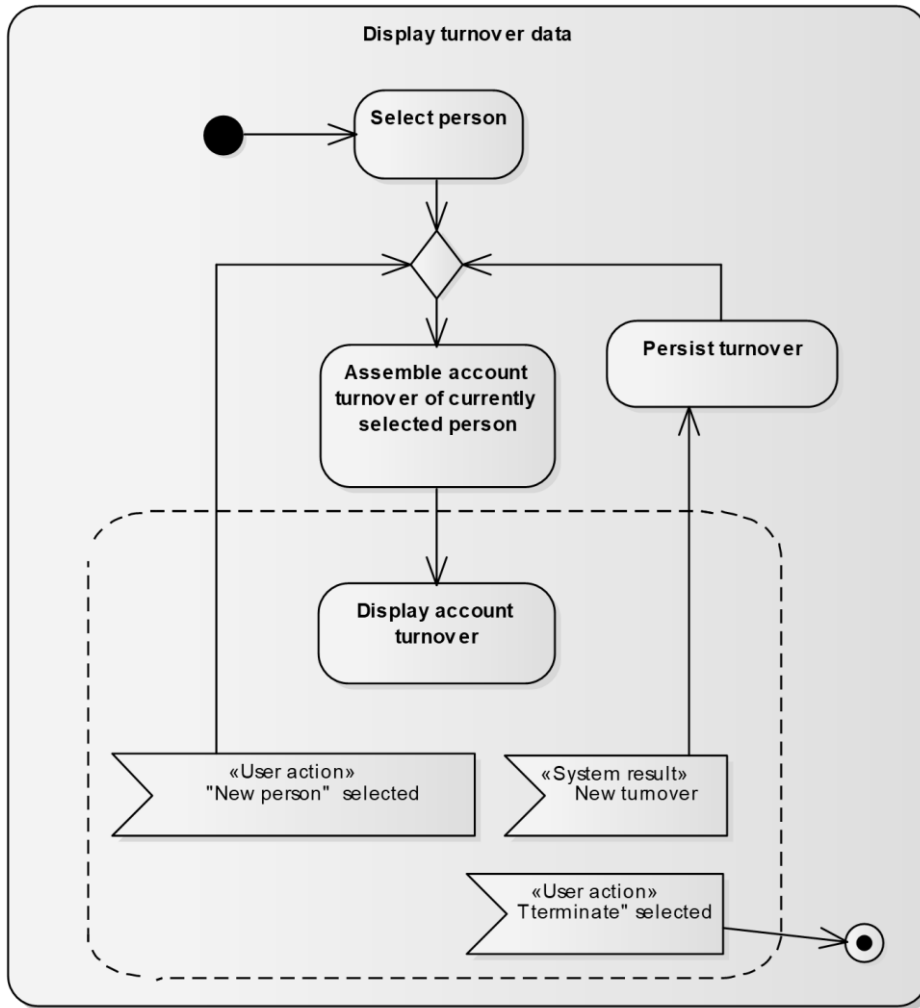 Display turnover data
Select person
Assemble account
turnover of currently
selected person
Persist turnover
Display account
turnover
«User action»
"New person" selected
«System result»
New turnover
«User action»
Tterminate" selected